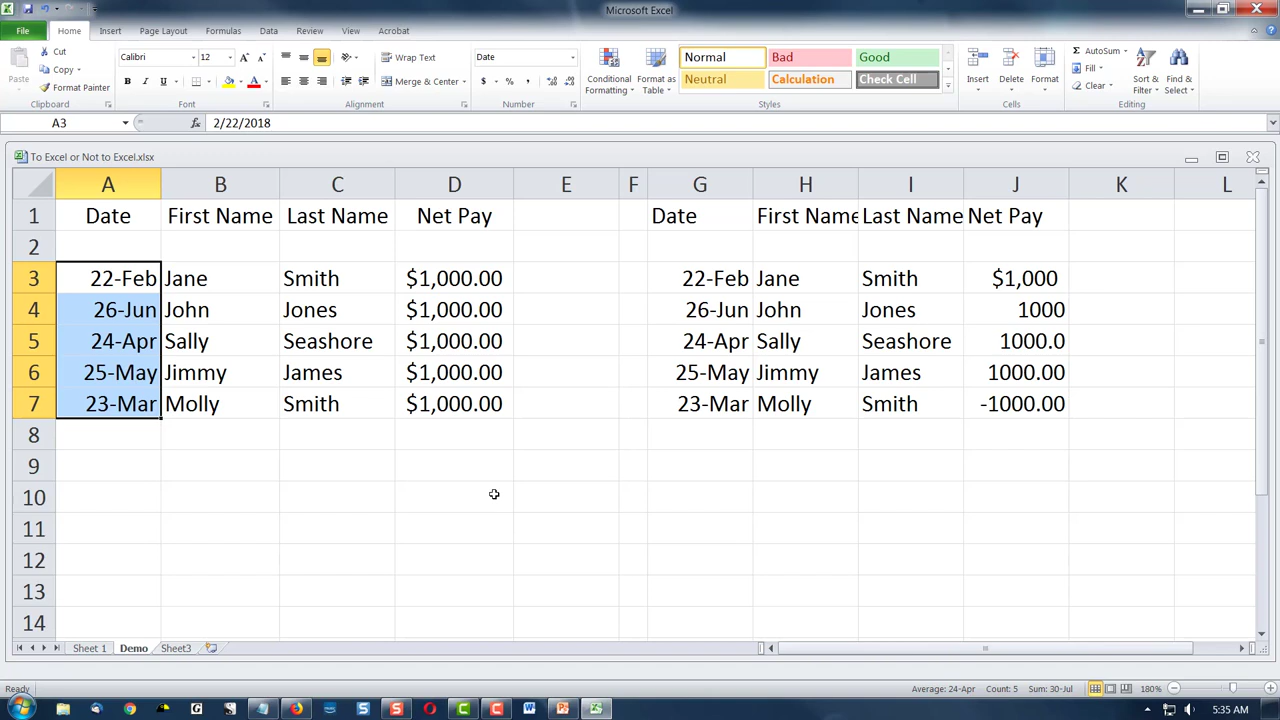 Microsoft Excel
File Home Insert Page Layout Formulas Data Review View Acrobat
Paste Cut Copy Format Painter Clipboard
Calibri 12 B I U A A A Font
Wrap Text Merge & Center Alignment
Date $ % , Number
Conditional Formatting Format as Table Normal Bad Good Neutral Calculation Check Cell Styles
Insert Delete Format Cells
AutoSum Fill Clear Sort & Filter Find & Select Editing
A3 fx 2/22/2018
To Excel or Not to Excel.xlsx
A B C D E F G H I J K L
1 Date First Name Last Name Net Pay Date First Name Last Name Net Pay
2
3 22-Feb Jane Smith $1,000.00 22-Feb Jane Smith $1,000
4 26-Jun John Jones $1,000.00 26-Jun John Jones 1000
5 24-Apr Sally Seashore $1,000.00 24-Apr Sally Seashore 1000.0
6 25-May Jimmy James $1,000.00 25-May Jimmy James 1000.00
7 23-Mar Molly Smith $1,000.00 23-Mar Molly Smith -1000.00
8
9
10
11
12
13
14
Sheet 1 Demo Sheet3
Ready Average: 24-Apr Count: 5 Sum: 30-Jul 180%
5:35 AM